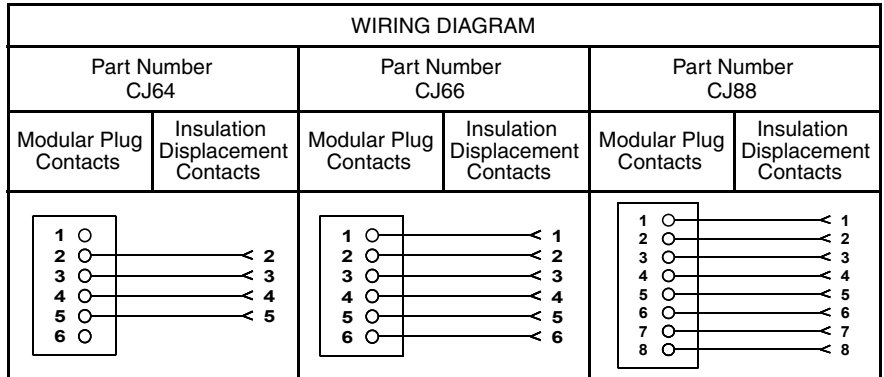 WIRING DIAGRAM
Part Number
CJ64
Part Number
CJ66
Part Number
CJ88
Modular Plug
Contacts
Insulation
Displacement
Contacts
Modular Plug
Contacts
Insulation
Displacement
Contacts
Modular Plug
Contacts
Insulation
Displacement
Contacts
1
2 2
3 3
4 4
5 5
6
1 1
2 2
3 3
4 4
5 5
6 6
1 1
2 2
3 3
4 4
5 5
6 6
7 7
8 8